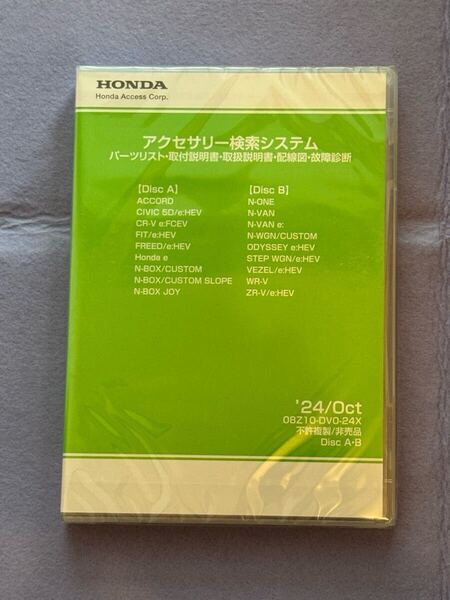 HONDA
Honda Access Corp.
アクセサリー検索システム
パーツリスト・取付説明書・取扱説明書・配線図・故障診断
【Disc A】
ACCORD
CIVIC 5D/e:HEV
CR-V e:FCEV
FIT/e:HEV
FREED/e:HEV
Honda e
N-BOX/CUSTOM
N-BOX/CUSTOM SLOPE
N-BOX JOY
【Disc B】
N-ONE
N-VAN
N-VAN e:
N-WGN/CUSTOM
ODYSSEY e:HEV
STEP WGN/e:HEV
VEZEL/e:HEV
WR-V
ZR-V/e:HEV
'24/Oct
08Z10-DV0-24X
不許複製/非売品
Disc A・B